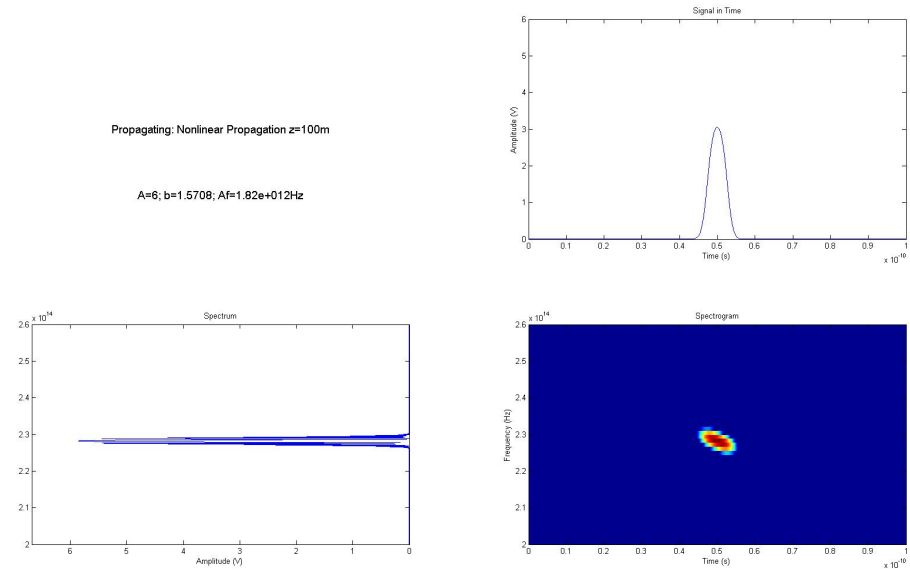 Propagating: Nonlinear Propagation z=100m
A=6; b=1.5708; Af=1.82e+012Hz
Signal in Time
6
5
4
3
2
1
0
Amplitude (V)
0 0.1 0.2 0.3 0.4 0.5 0.6 0.7 0.8 0.9 1
Time (s)
x 10^-10
Spectrum
x 10^14
2.6
2.5
2.4
2.3
2.2
2.1
2
6 5 4 3 2 1 0
Amplitude (V)
Spectrogram
x 10^14
2.6
2.5
2.4
2.3
2.2
2.1
2
Frequency (Hz)
0 0.1 0.2 0.3 0.4 0.5 0.6 0.7 0.8 0.9 1
Time (s)
x 10^-10